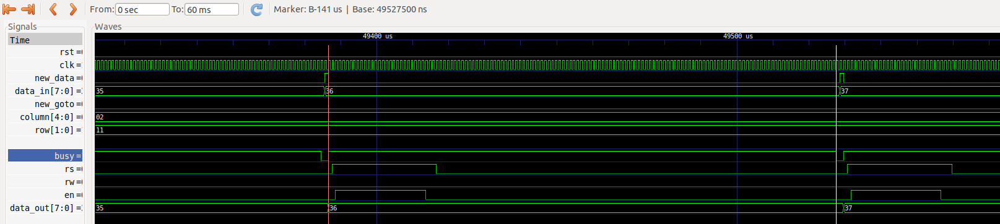 From: 0 sec To: 60 ms Marker: B-141 us | Base: 49527500 ns
Signals Waves
Time 49400 us 49500 us
rst=
clk=
new_data=
data_in[7:0]= 35 36 37
new_goto=
column[4:0]= 02
row[1:0]= 11
busy=
rs=
rw=
en=
data_out[7:0]= 35 36 37